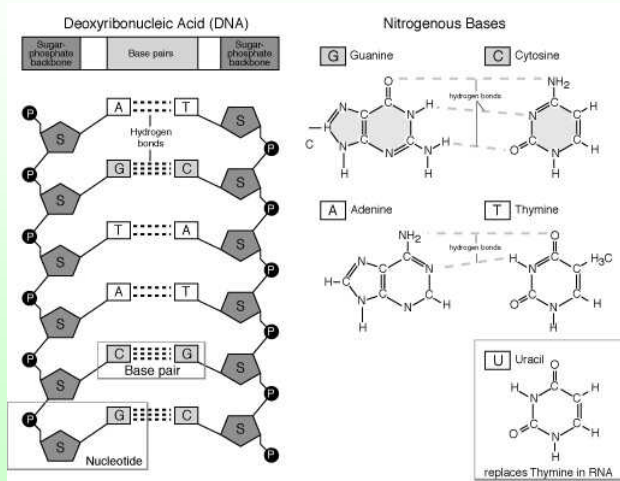 Deoxyribonucleic Acid (DNA)
Sugar-
phosphate
backbone
Base pairs
Sugar-
phosphate
backbone
P
A
T
S
S
Hydrogen
bonds
P
G
C
P
S
S
P
T
A
P
S
S
P
A
T
P
S
S
P
C
G
P
S
Base pair
S
P
G
C
P
S
S
Nucleotide
P
Nitrogenous Bases
G Guanine
C Cytosine
O
NH2
hydrogen bonds
N
C
C
N
H
H
C
C
C
N
C
C
H
C
N
C
N
H
O
C
N
C
H
H
H
N
H
A Adenine
T Thymine
NH2
O
hydrogen bonds
N
C
C
N
H
N
C
C
H3C
H
C
C
C
H
O
C
C
H
N
N
N
H
H
U Uracil
O
H
N
C
C
H
O
C
N
C
H
H
replaces Thymine in RNA